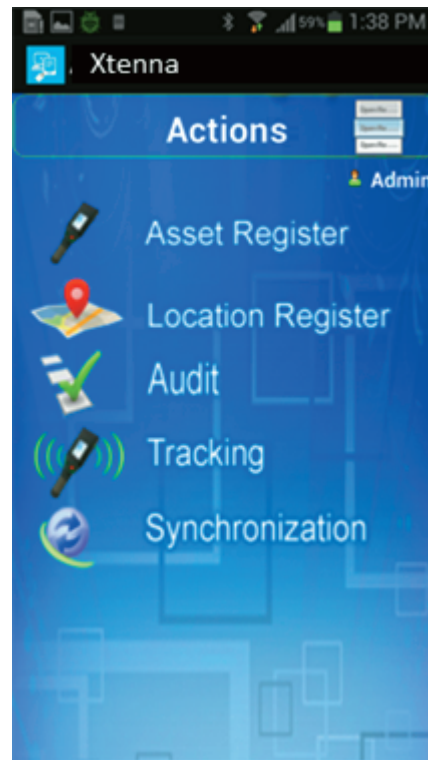 59% 1:38 PM
Xtenna
Actions
Admin
Asset Register
Location Register
Audit
Tracking
Synchronization